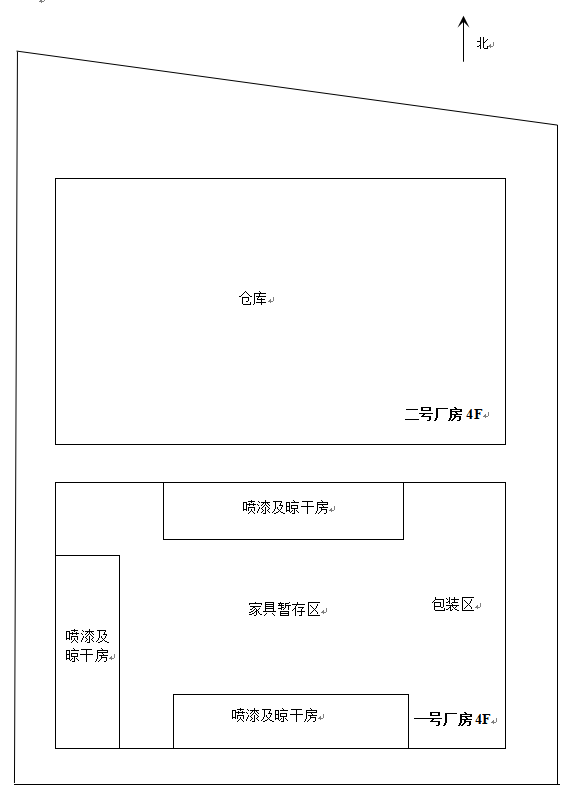 北
仓库
二号厂房 4F
喷漆及晾干房
家具暂存区
包装区
喷漆及
晾干房
喷漆及晾干房
一号厂房 4F